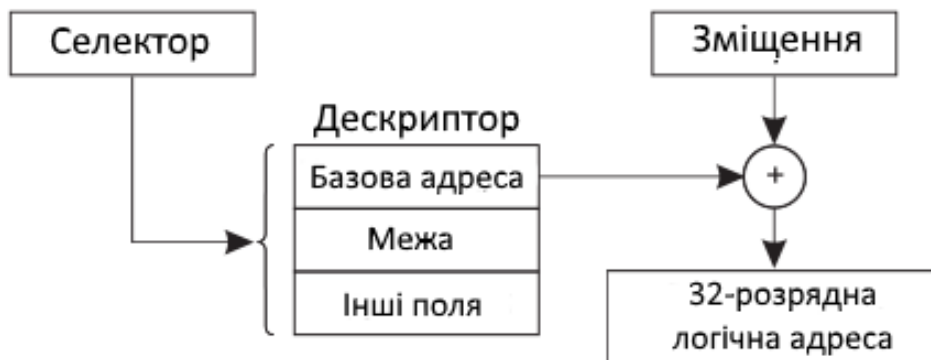 Селектор
Зміщення
Дескриптор
Базова адреса
+
Межа
Інші поля
32-розрядна
логічна адреса